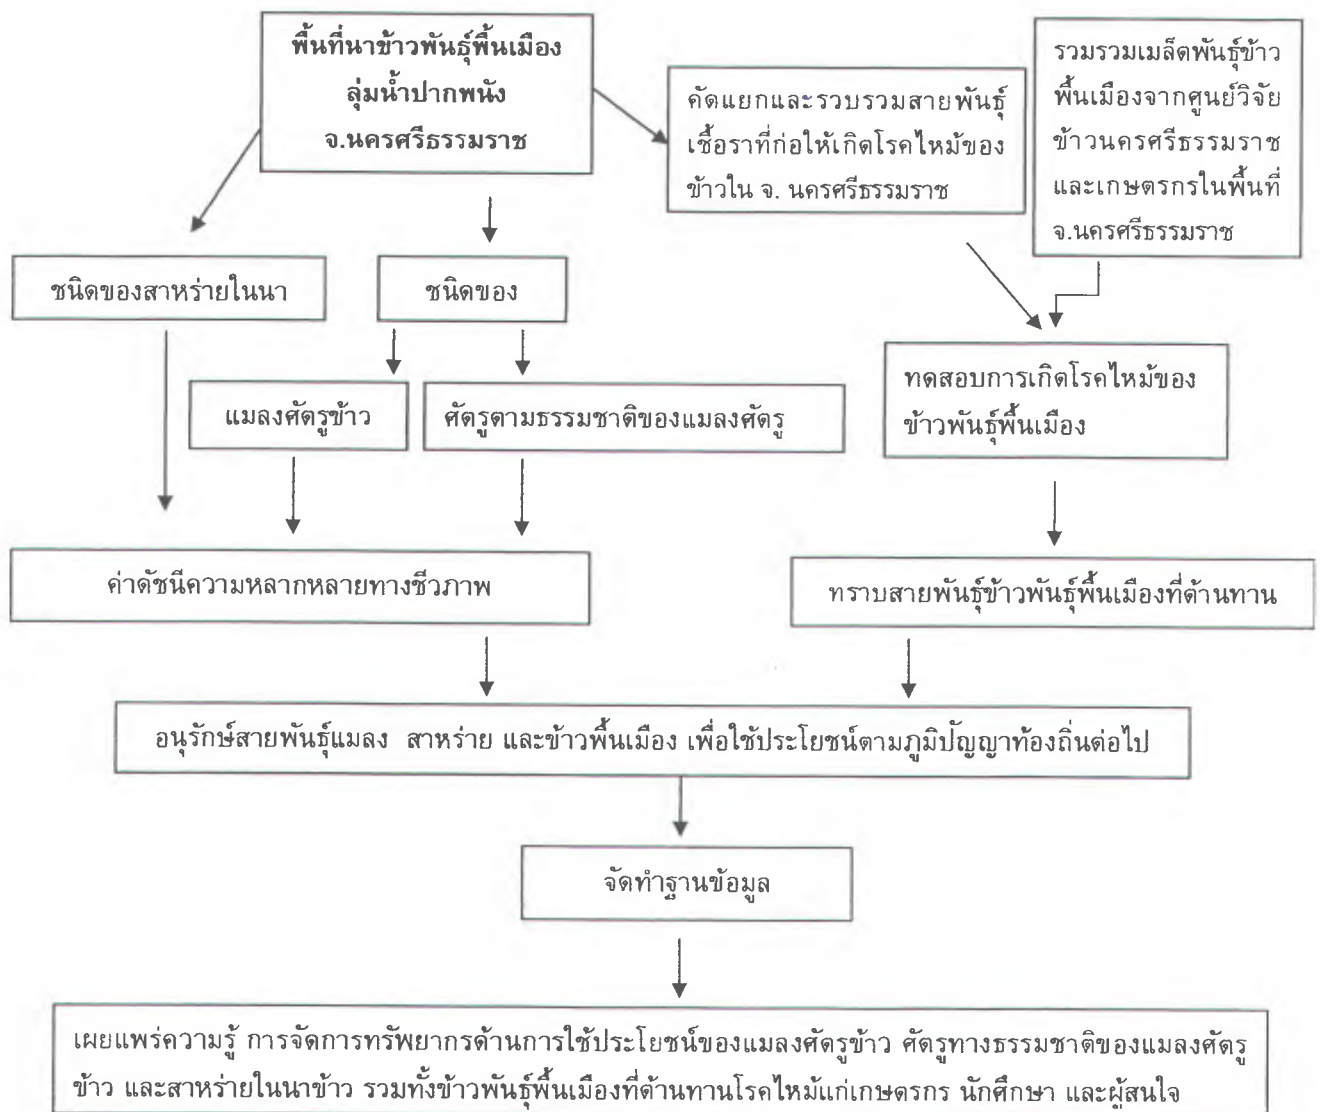 พื้นที่นาข้าวพันธุ์พื้นเมือง
ลุ่มน้ำปากพนัง
จ.นครศรีธรรมราช
คัดแยกและรวบรวมสายพันธุ์
เชื้อราที่ก่อให้เกิดโรคไหม้ของ
ข้าวใน จ. นครศรีธรรมราช
รวมรวมเมล็ดพันธุ์ข้าว
พื้นเมืองจากศูนย์วิจัย
ข้าวนครศรีธรรมราช
และเกษตรกรในพื้นที่
จ.นครศรีธรรมราช
ชนิดของสาหร่ายในนา
ชนิดของ
แมลงศัตรูข้าว
ศัตรูตามธรรมชาติของแมลงศัตรู
ทดสอบการเกิดโรคไหม้ของ
ข้าวพันธุ์พื้นเมือง
ค่าดัชนีความหลากหลายทางชีวภาพ
ทราบสายพันธุ์ข้าวพันธุ์พื้นเมืองที่ต้านทาน
อนุรักษ์สายพันธุ์แมลง สาหร่าย และข้าวพื้นเมือง เพื่อใช้ประโยชน์ตามภูมิปัญญาท้องถิ่นต่อไป
จัดทำฐานข้อมูล
เผยแพร่ความรู้ การจัดการทรัพยากรด้านการใช้ประโยชน์ของแมลงศัตรูข้าว ศัตรูทางธรรมชาติของแมลงศัตรู
ข้าว และสาหร่ายในนาข้าว รวมทั้งข้าวพันธุ์พื้นเมืองที่ต้านทานโรคไหม้แก่เกษตรกร นักศึกษา และผู้สนใจ